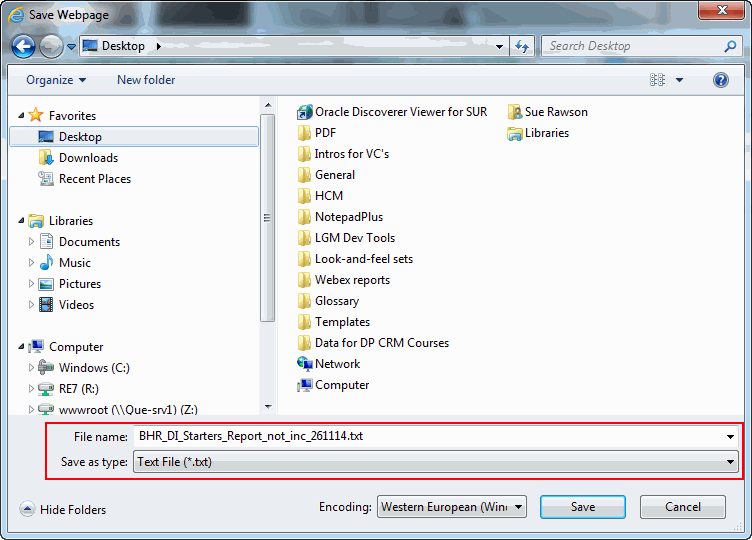 Save Webpage
Desktop
Search Desktop
Organize
New folder
Favorites
Desktop
Downloads
Recent Places
Libraries
Documents
Music
Pictures
Videos
Computer
Windows (C:)
RE7 (R:)
wwwroot (\\Que-srv1) (Z:)
Oracle Discoverer Viewer for SUR
PDF
Intros for VC's
General
HCM
NotepadPlus
LGM Dev Tools
Look-and-feel sets
Webex reports
Glossary
Templates
Data for DP CRM Courses
Network
Computer
Sue Rawson
Libraries
File name: BHR_DI_Starters_Report_not_inc_261114.txt
Save as type: Text File (*.txt)
Hide Folders
Encoding: Western European (Win
Save
Cancel